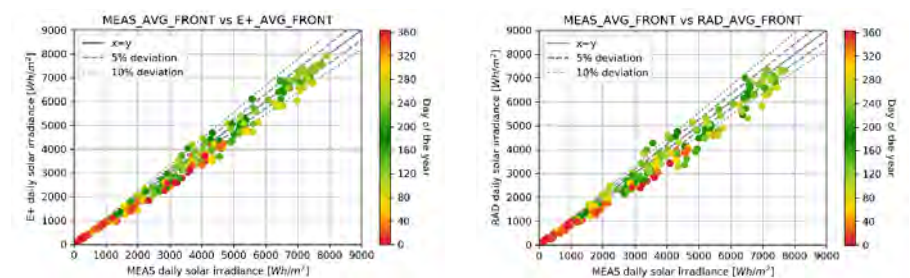 MEAS_AVG_FRONT vs E+_AVG_FRONT
9000
8000
7000
6000
5000
4000
3000
2000
1000
0
E+ daily solar irradiance [Wh/m²]
x=y
5% deviation
10% deviation
0 1000 2000 3000 4000 5000 6000 7000 8000 9000
MEAS daily solar irradiance [Wh/m²]
360
320
280
240
200
160
120
80
40
0
Day of the year
MEAS_AVG_FRONT vs RAD_AVG_FRONT
9000
8000
7000
6000
5000
4000
3000
2000
1000
0
RAD daily solar irradiance [Wh/m²]
x=y
5% deviation
10% deviation
0 1000 2000 3000 4000 5000 6000 7000 8000 9000
MEAS daily solar irradiance [Wh/m²]
360
320
280
240
200
160
120
80
40
0
Day of the year